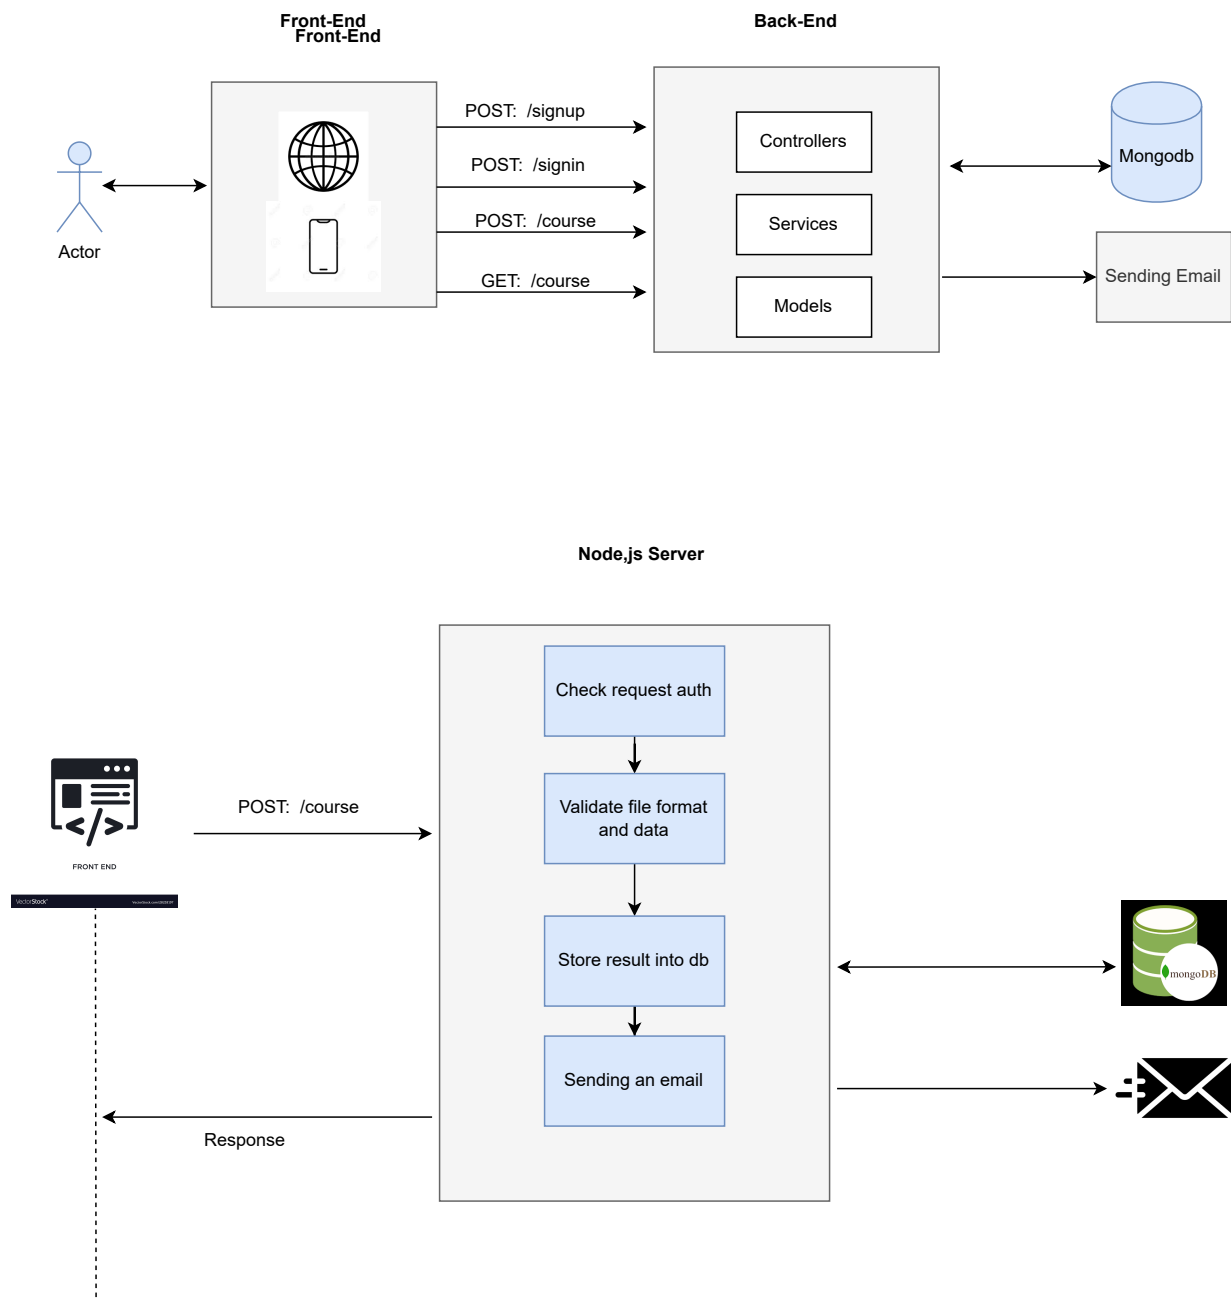 Front-End
Front-End
Back-End
POST: /signup
POST: /signin
POST: /course
GET: /course
Controllers
Services
Models
Mongodb
Sending Email
Actor
Node,js Server
Check request auth
Validate file format
and data
Store result into db
Sending an email
POST: /course
FRONT END
VectorStock
mongoDB
Response